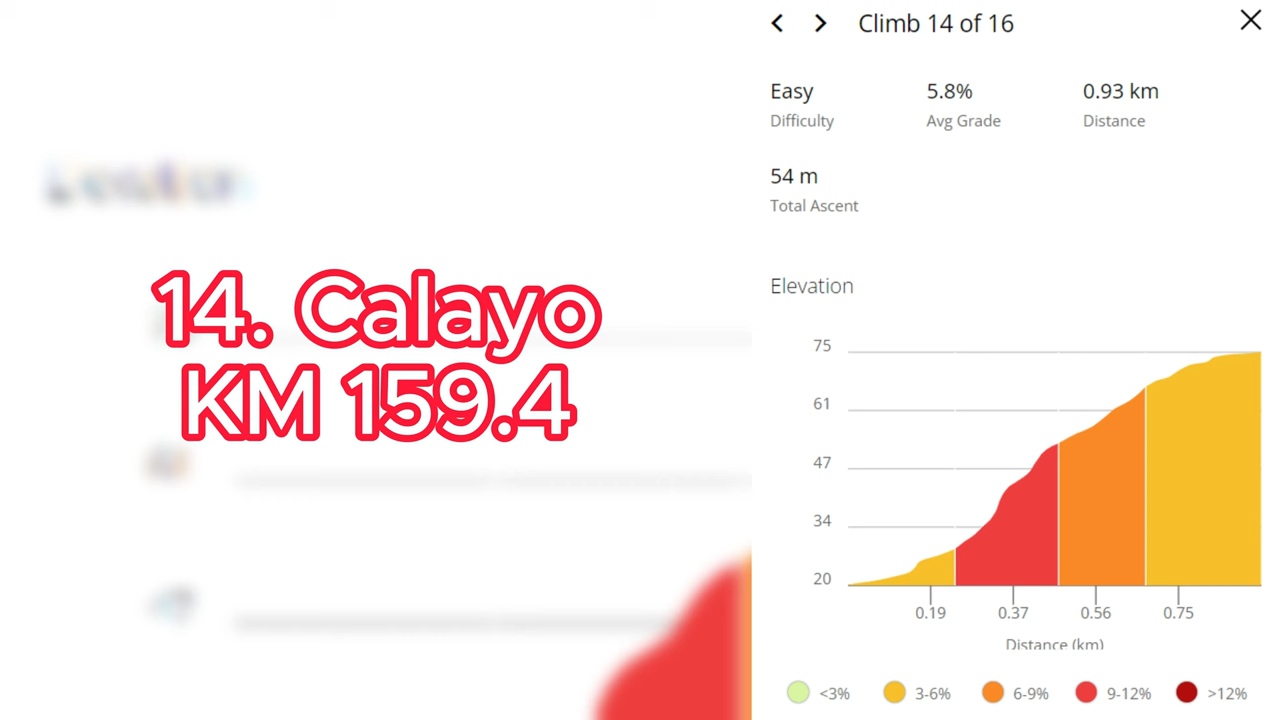 14. Calayo
KM 159.4
Climb 14 of 16
Easy
5.8%
0.93 km
Difficulty
Avg Grade
Distance
54 m
Total Ascent
Elevation
75
61
47
34
20
0.19
0.37
0.56
0.75
Distance (km)
<3%
3-6%
6-9%
9-12%
>12%